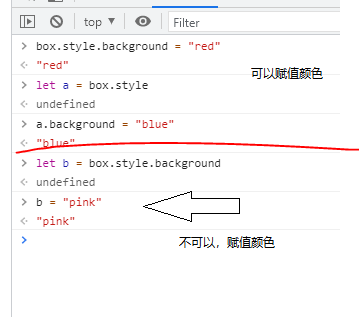 top Filter
box.style.background = "red"
"red"
可以赋值颜色
let a = box.style
undefined
a.background = "blue"
"blue"
let b = box.style.background
undefined
b = "pink"
"pink"
不可以，赋值颜色